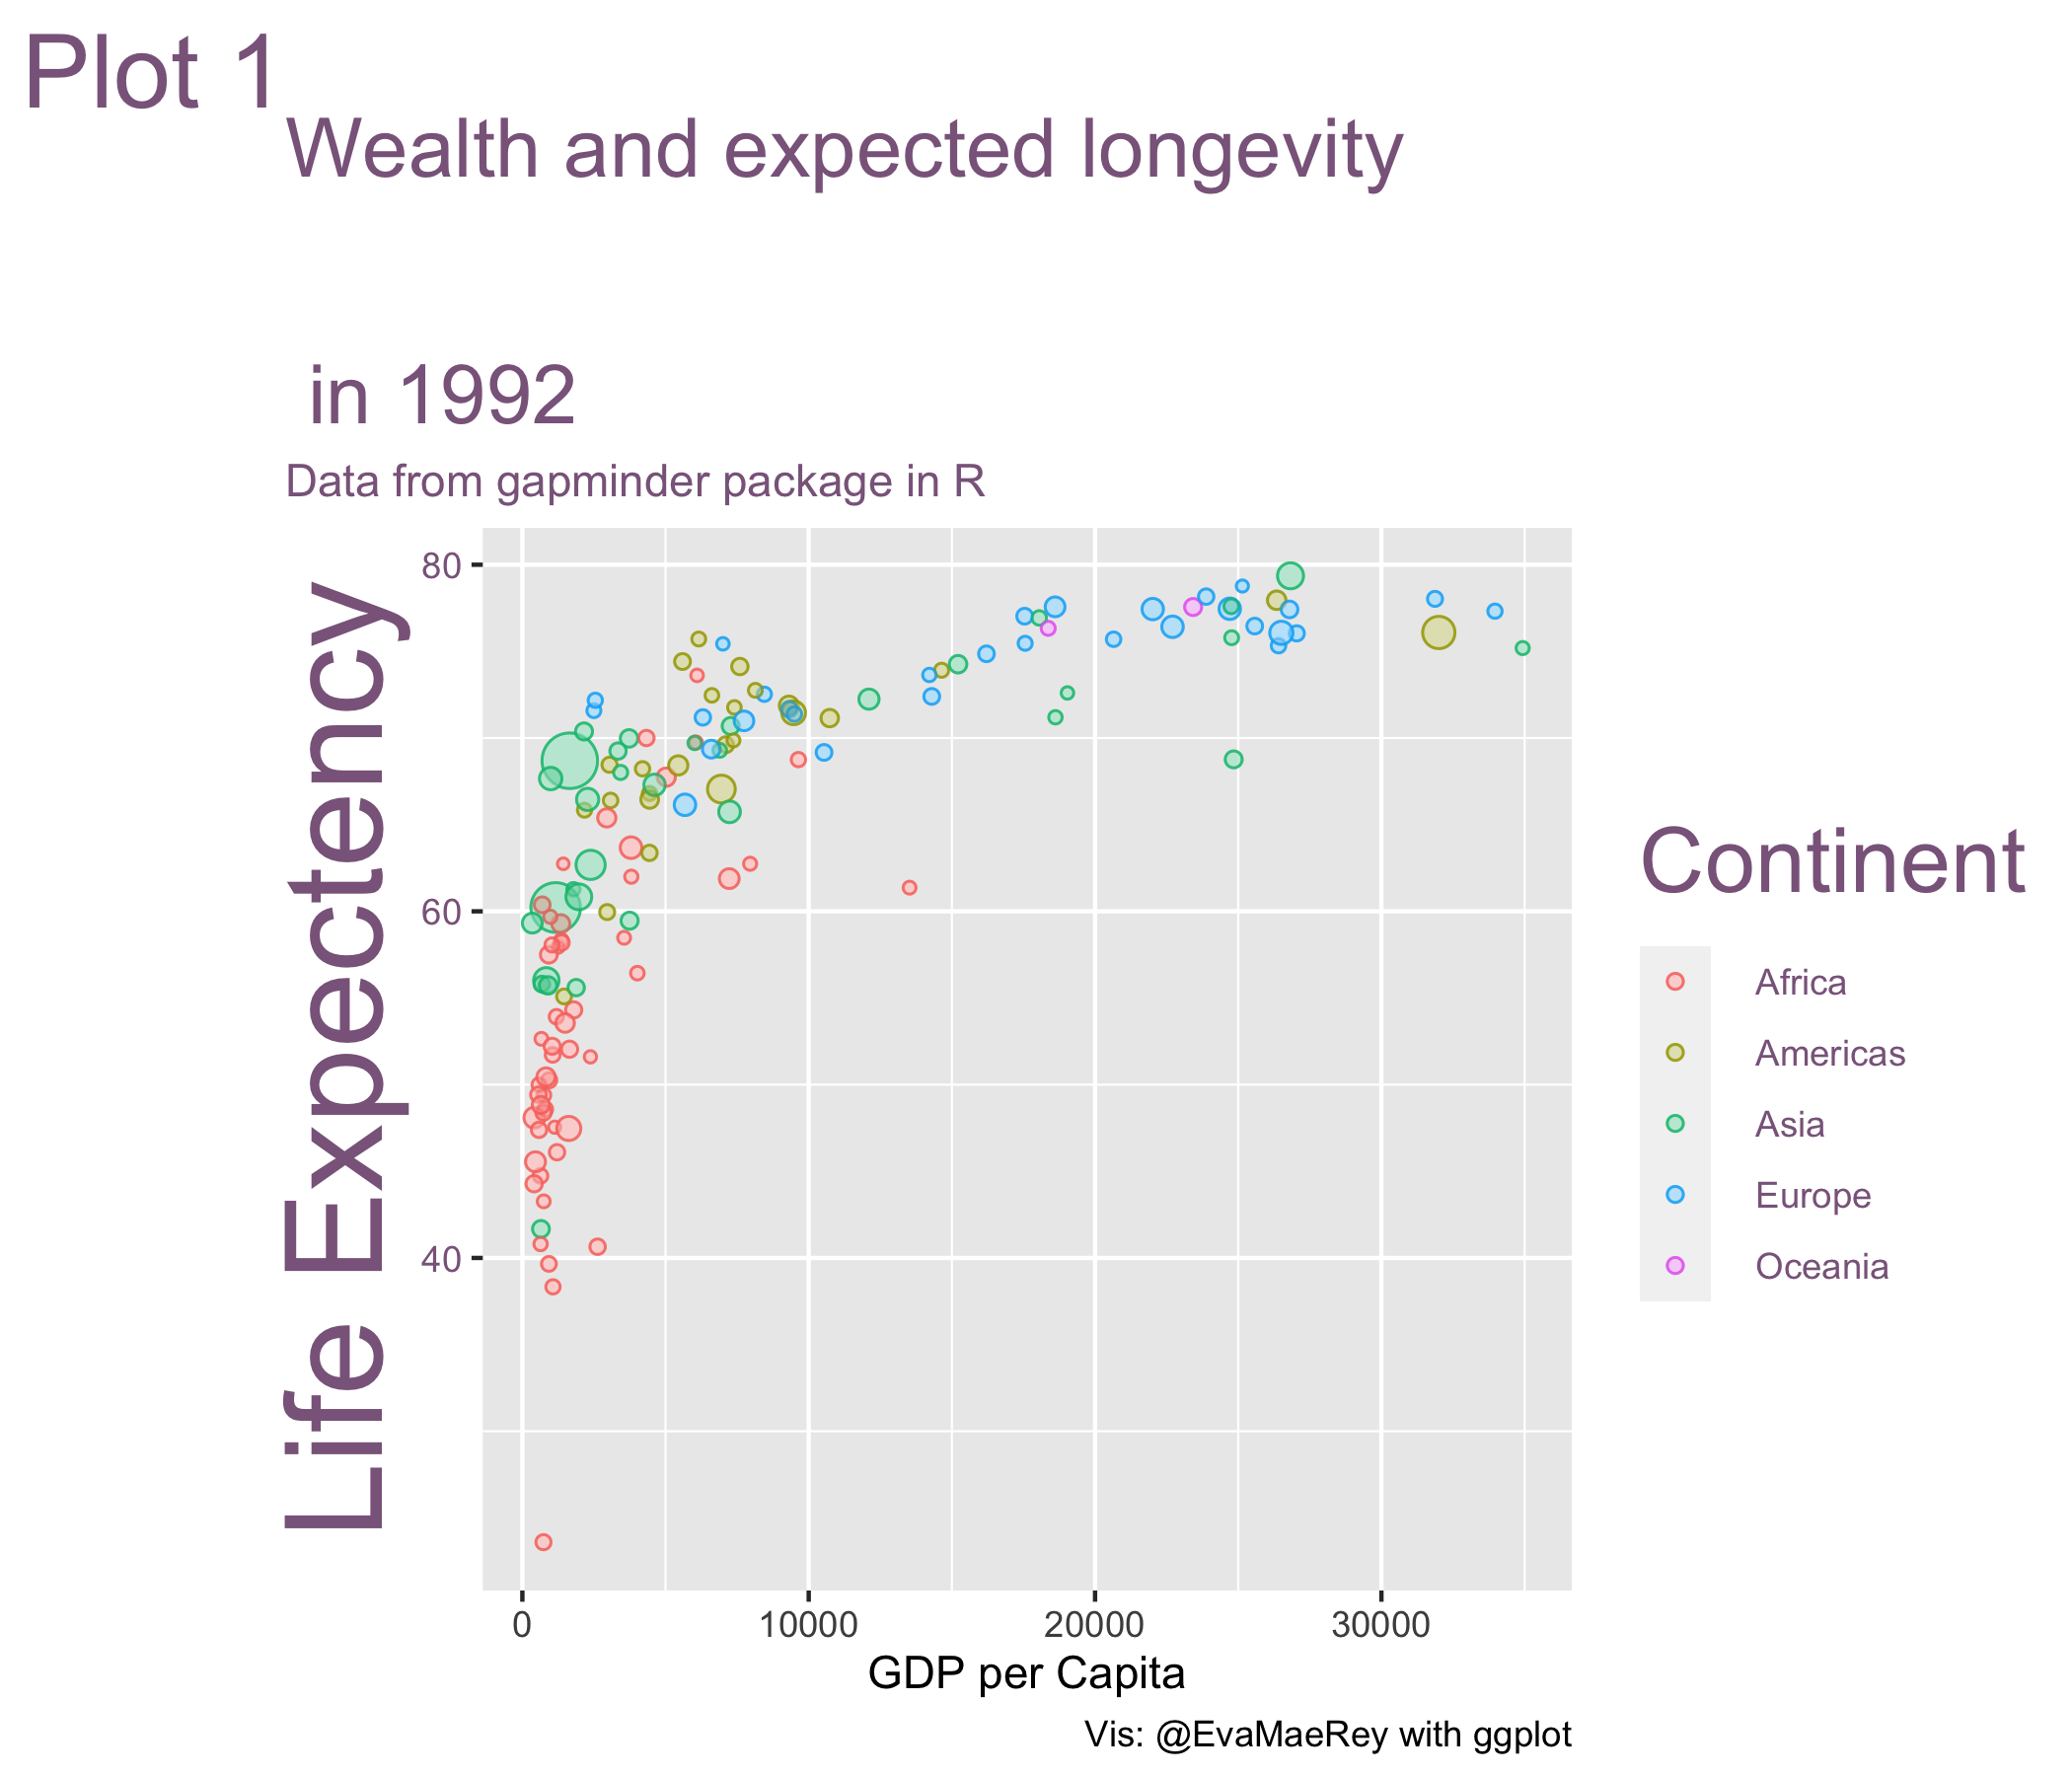 Plot 1
Wealth and expected longevity
in 1992
Data from gapminder package in R
Life Expectency
80
60
40
0 10000 20000 30000
GDP per Capita
Continent
Africa
Americas
Asia
Europe
Oceania
Vis: @EvaMaeRey with ggplot